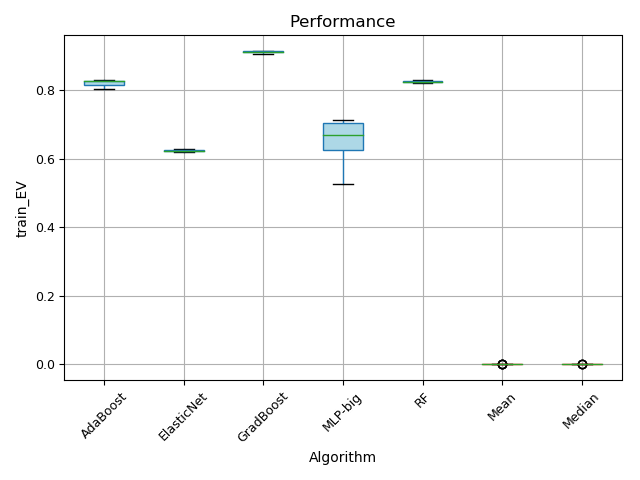 Performance
train_EV
0.8
0.6
0.4
0.2
0.0
AdaBoost
ElasticNet
GradBoost
MLP-big
RF
Mean
Median
Algorithm